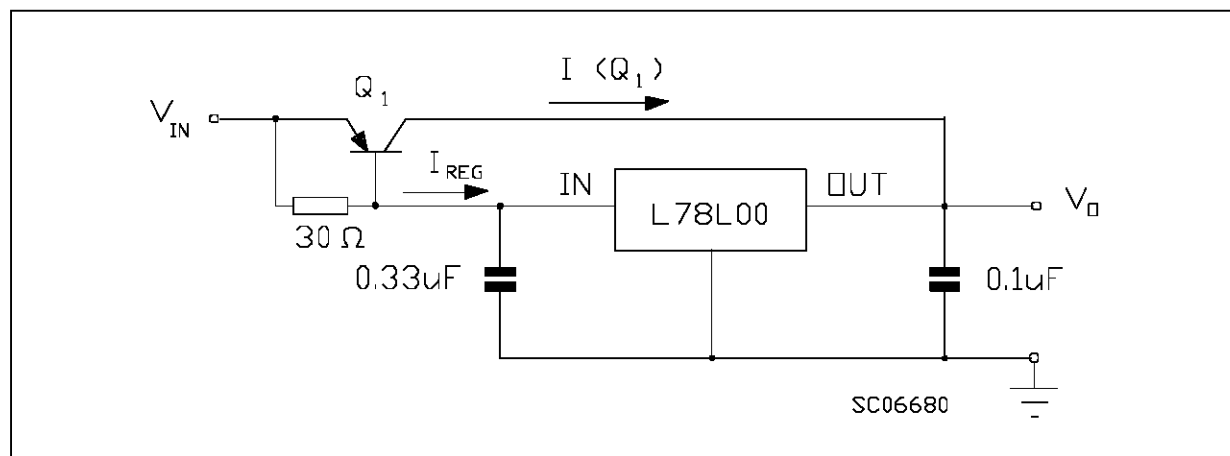 I (Q1)
Q1
VIN
IREG
IN
OUT
L78L00
VO
30 Ω
0.33uF
0.1uF
SC06680